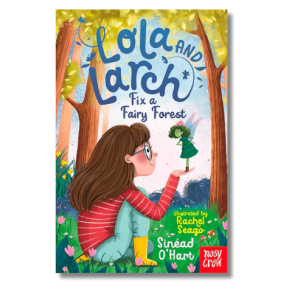 Lola AND
Larch
Fix a
Fairy Forest
illustrated by
Rachel
Seago
Sinéad
O'Hart
nosy
crow